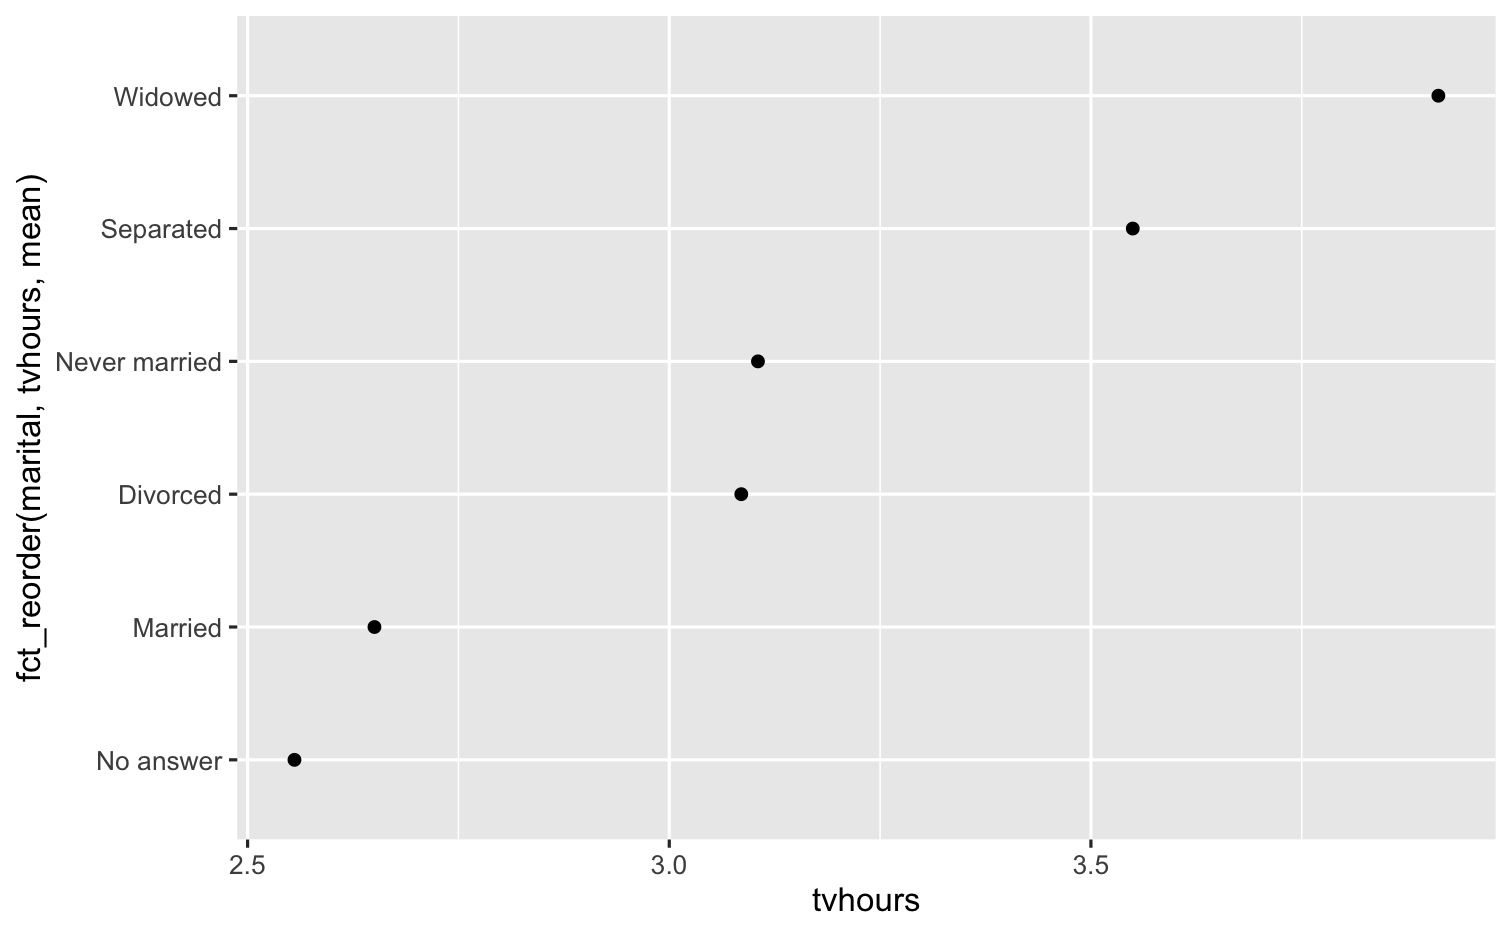 fct_reorder(marital, tvhours, mean)
Widowed
Separated
Never married
Divorced
Married
No answer
2.5
3.0
3.5
tvhours